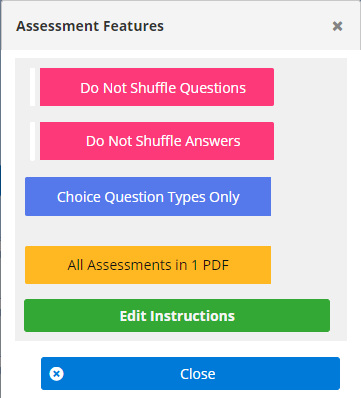 Assessment Features
Do Not Shuffle Questions
Do Not Shuffle Answers
Choice Question Types Only
All Assessments in 1 PDF
Edit Instructions
Close